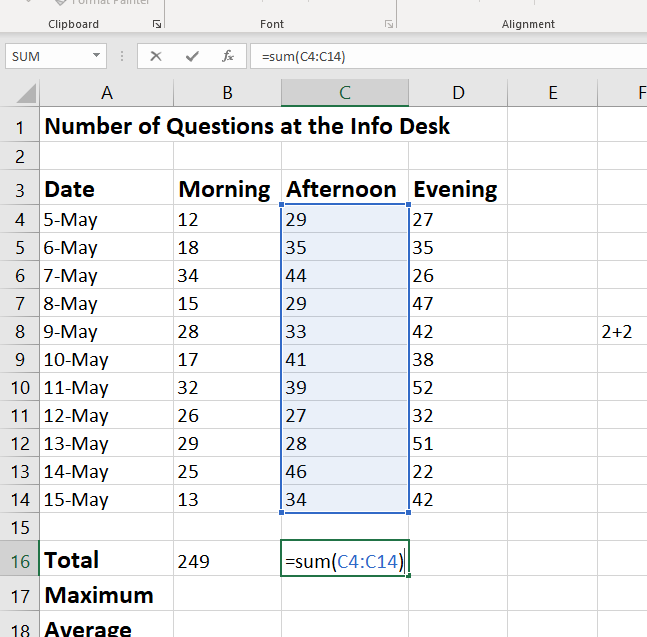 Format Painter
Clipboard Font Alignment
SUM fx =sum(C4:C14)
A B C D E F
1 Number of Questions at the Info Desk
2
3 Date Morning Afternoon Evening
4 5-May 12 29 27
5 6-May 18 35 35
6 7-May 34 44 26
7 8-May 15 29 47
8 9-May 28 33 42 2+2
9 10-May 17 41 38
10 11-May 32 39 52
11 12-May 26 27 32
12 13-May 29 28 51
13 14-May 25 46 22
14 15-May 13 34 42
15
16 Total 249 =sum(C4:C14)
17 Maximum
18 Average